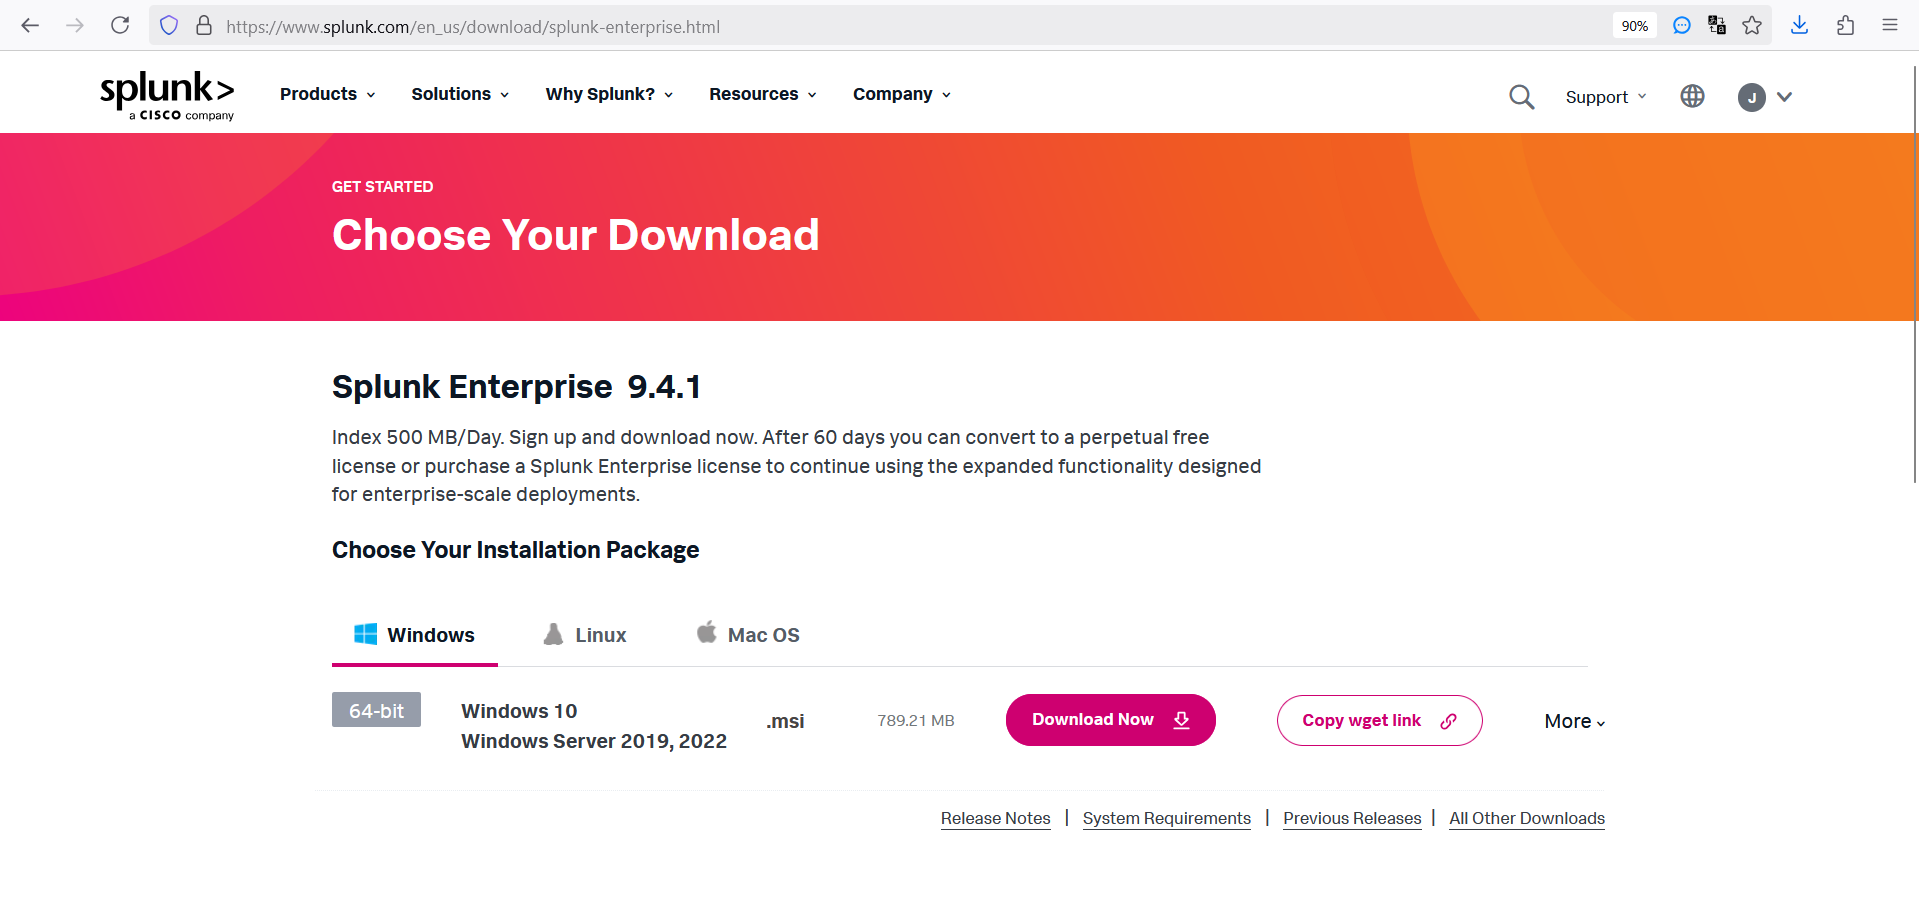 https://www.splunk.com/en_us/download/splunk-enterprise.html
90%
splunk>
a CISCO company
Products
Solutions
Why Splunk?
Resources
Company
Support
J
GET STARTED
Choose Your Download
Splunk Enterprise 9.4.1
Index 500 MB/Day. Sign up and download now. After 60 days you can convert to a perpetual free
license or purchase a Splunk Enterprise license to continue using the expanded functionality designed
for enterprise-scale deployments.
Choose Your Installation Package
Windows
Linux
Mac OS
64-bit
Windows 10
Windows Server 2019, 2022
.msi
789.21 MB
Download Now
Copy wget link
More
Release Notes | System Requirements | Previous Releases | All Other Downloads